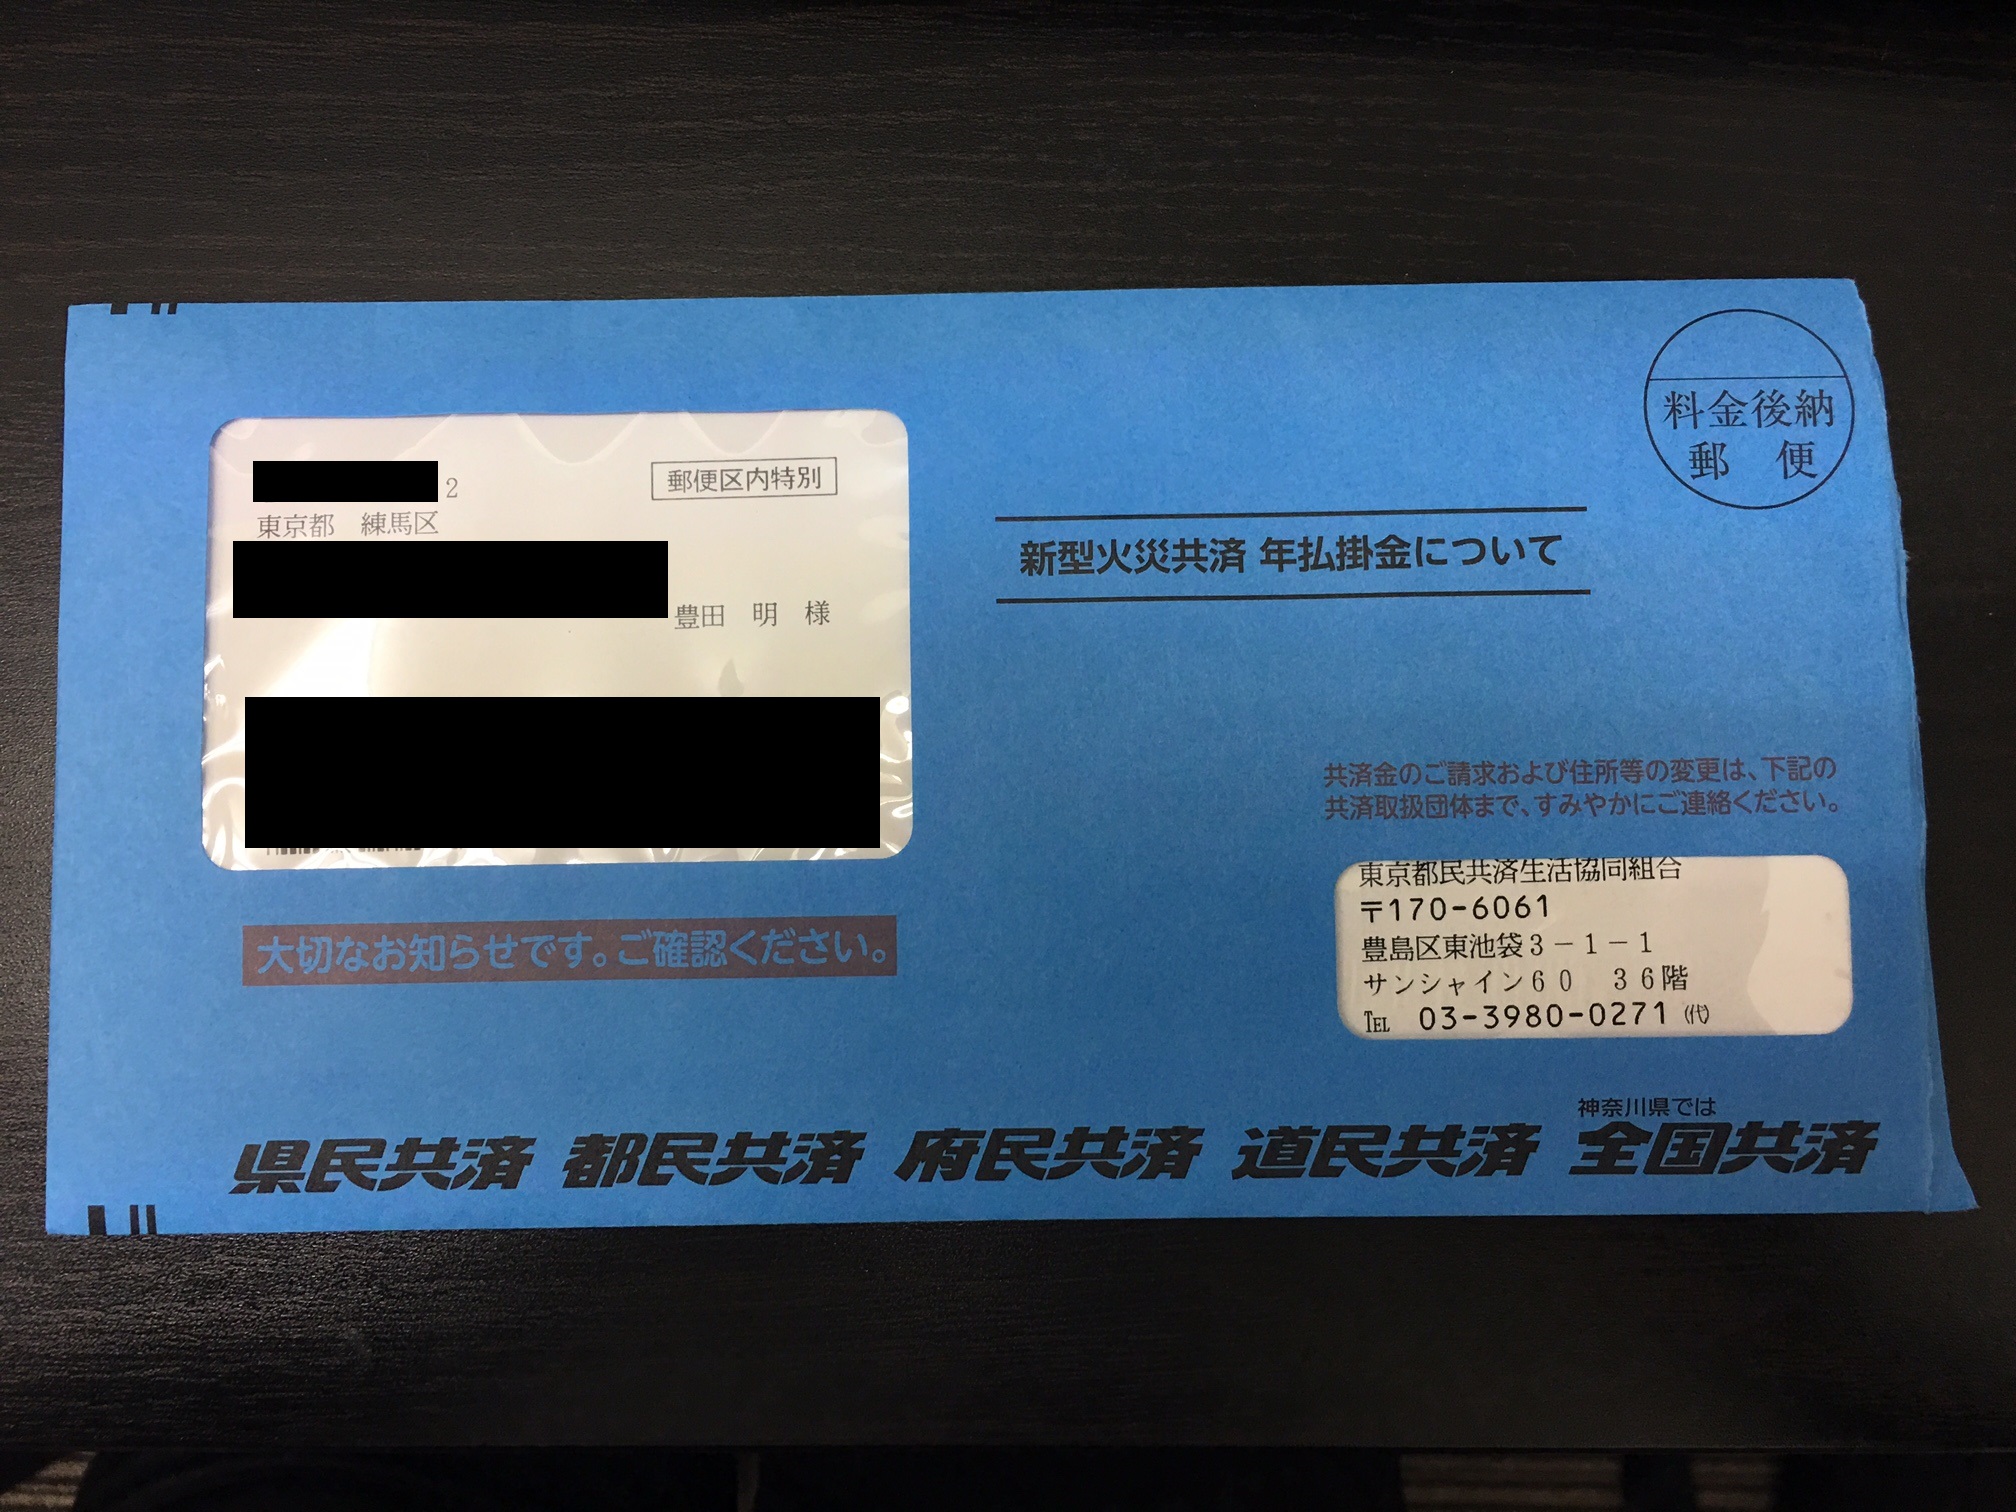 料金後納
郵 便
2
郵便区内特別
東京都 練馬区
豊田 明 様
新型火災共済 年払掛金について
大切なお知らせです。ご確認ください。
共済金のご請求および住所等の変更は、下記の
共済取扱団体まで、すみやかにご連絡ください。
東京都民共済生活協同組合
〒170-6061
豊島区東池袋3－1－1
サンシャイン60 36階
TEL 03-3980-0271 (代)
神奈川県では
県民共済 都民共済 府民共済 道民共済 全国共済